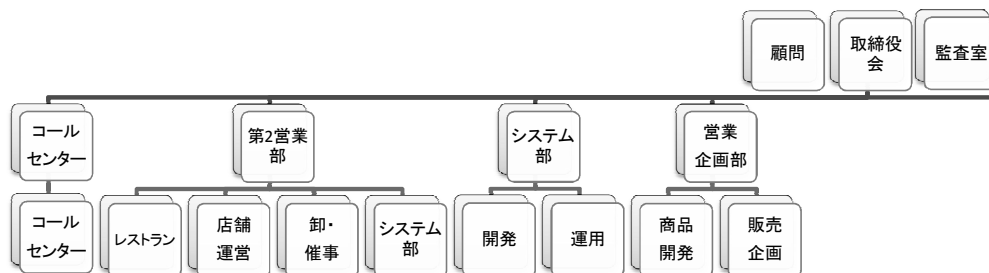 顧問
取締役
会
監査室
コール
センター
第2営業
部
システム
部
営業
企画部
コール
センター
レストラン
店舗
運営
卸・
催事
システム
部
開発
運用
商品
開発
販売
企画